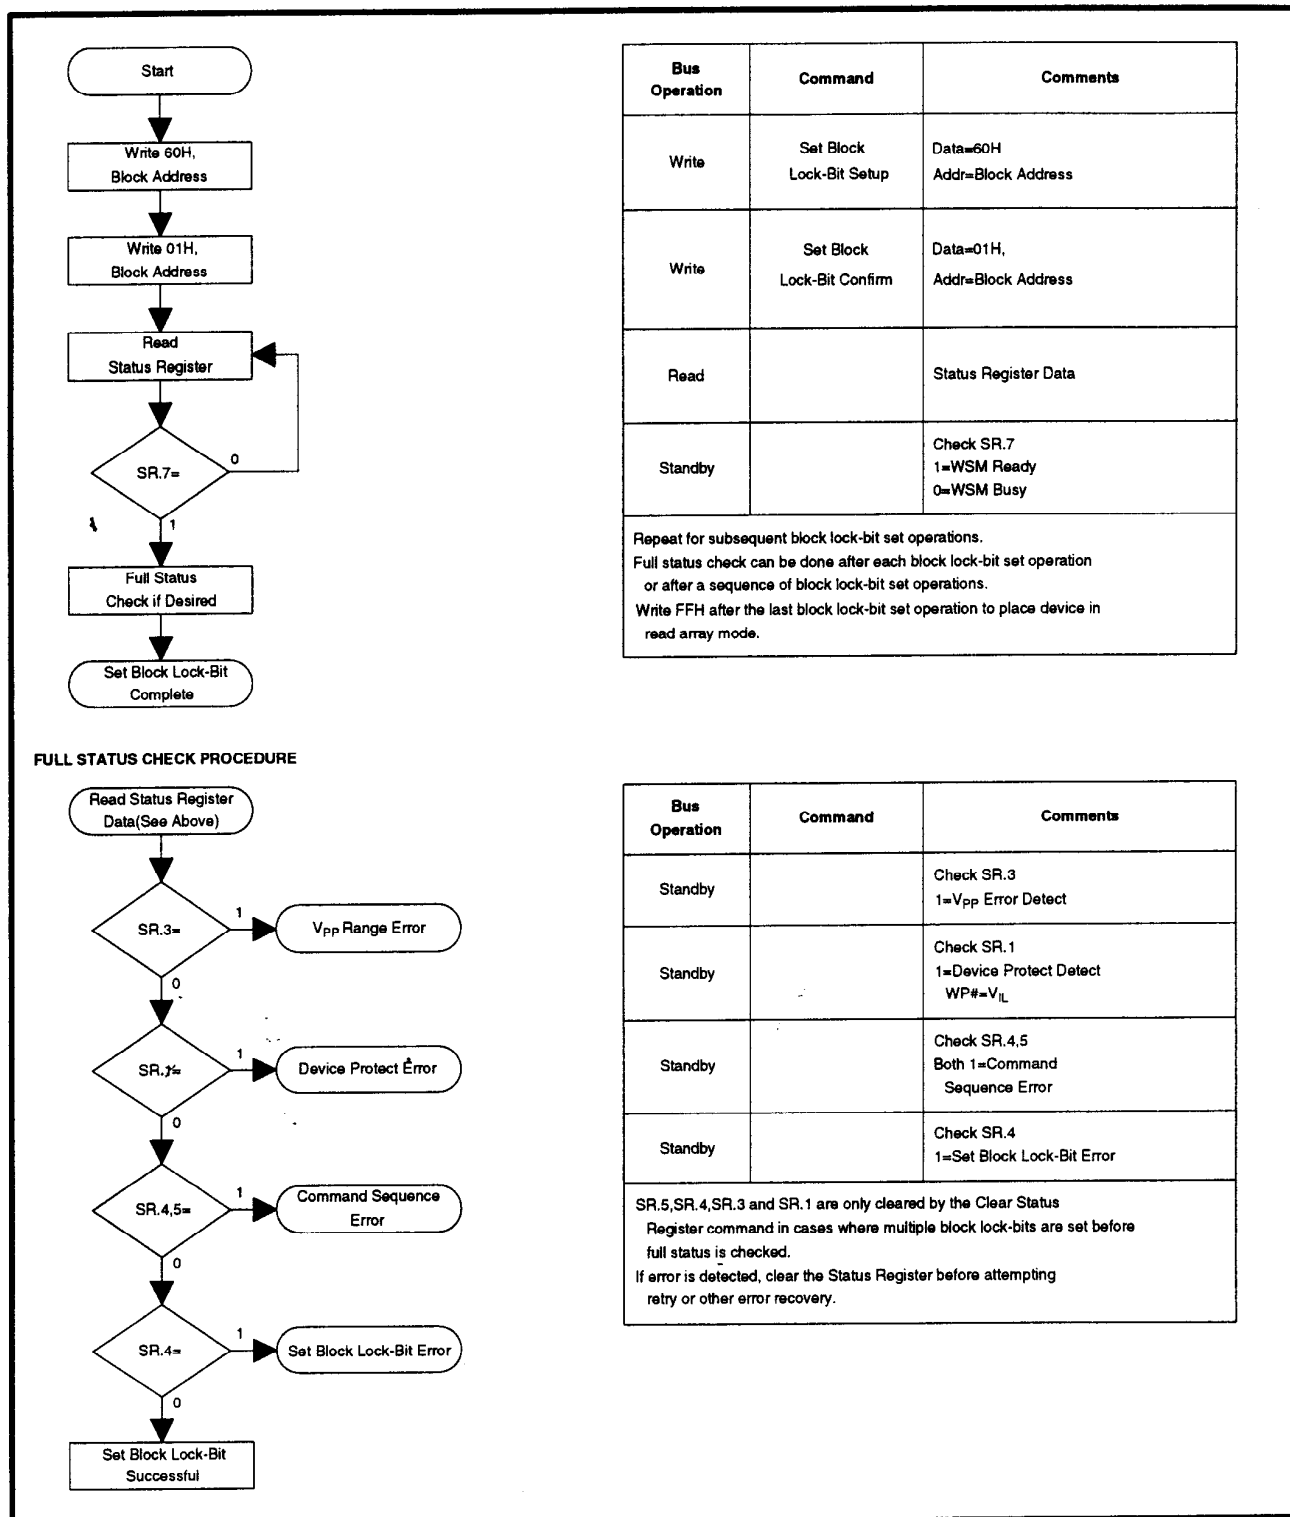 Start
Write 60H,
Block Address
Write 01H,
Block Address
Read
Status Register
SR.7=
0
1
Full Status
Check if Desired
Set Block Lock-Bit
Complete
Bus
Operation
Command
Comments
Write
Set Block
Lock-Bit Setup
Data=60H
Addr=Block Address
Write
Set Block
Lock-Bit Confirm
Data=01H,
Addr=Block Address
Read
Status Register Data
Standby
Check SR.7
1=WSM Ready
0=WSM Busy
Repeat for subsequent block lock-bit set operations.
Full status check can be done after each block lock-bit set operation
or after a sequence of block lock-bit set operations.
Write FFH after the last block lock-bit set operation to place device in
read array mode.
FULL STATUS CHECK PROCEDURE
Read Status Register
Data(See Above)
SR.3=
1
VPP Range Error
0
SR.1=
1
Device Protect Error
0
SR.4,5=
1
Command Sequence
Error
0
SR.4=
1
Set Block Lock-Bit Error
0
Set Block Lock-Bit
Successful
Bus
Operation
Command
Comments
Standby
Check SR.3
1=VPP Error Detect
Standby
Check SR.1
1=Device Protect Detect
WP#=VIL
Standby
Check SR.4,5
Both 1=Command
Sequence Error
Standby
Check SR.4
1=Set Block Lock-Bit Error
SR.5,SR.4,SR.3 and SR.1 are only cleared by the Clear Status
Register command in cases where multiple block lock-bits are set before
full status is checked.
If error is detected, clear the Status Register before attempting
retry or other error recovery.